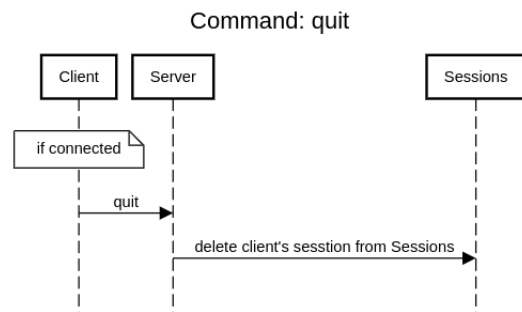 Command: quit
Client
Server
Sessions
if connected
quit
delete client's sesstion from Sessions